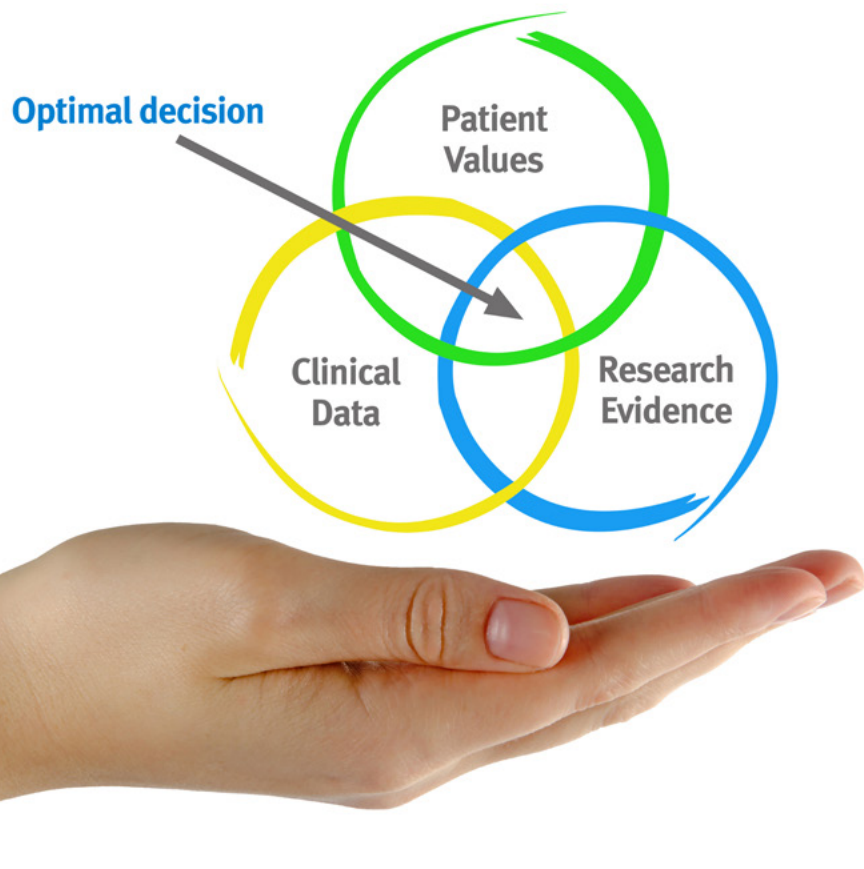 Optimal decision
Patient
Values
Clinical
Data
Research
Evidence